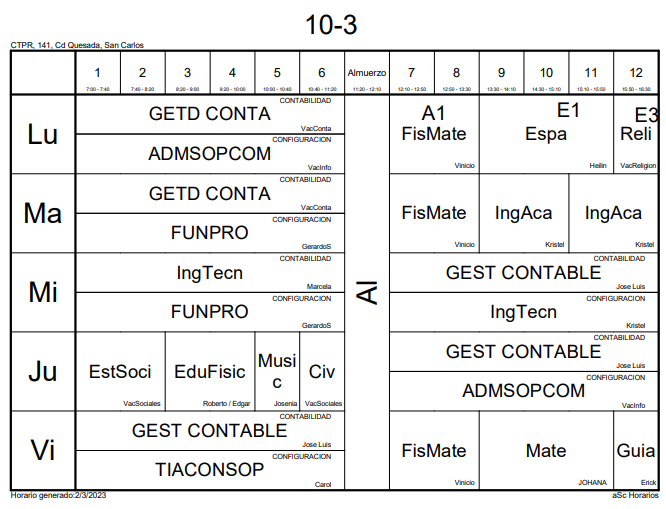 10-3
CTPR, 141, Cd Quesada, San Carlos
1 2 3 4 5 6 Almuerzo 7 8 9 10 11 12
7:00 - 7:40 7:40 - 8:20 8:20 - 9:00 9:20 - 10:00 10:00 - 10:40 10:40 - 11:20 11:20 - 12:10 12:10 - 12:50 12:50 - 13:30 13:30 - 14:10 14:30 - 15:10 15:10 - 15:50 15:50 - 16:30
Lu
CONTABILIDAD
GETD CONTA
VacConta
CONFIGURACION
ADMSOPCOM
VacInfo
A1
FisMate
Vinicio
E1
Espa
Heilin
E3
Reli
VacReligion
Ma
CONTABILIDAD
GETD CONTA
VacConta
CONFIGURACION
FUNPRO
GerardoS
FisMate
Vinicio
IngAca
Kristel
IngAca
Kristel
Mi
CONTABILIDAD
IngTecn
Marcela
CONFIGURACION
FUNPRO
GerardoS
Al
CONTABILIDAD
GEST CONTABLE
Jose Luis
CONFIGURACION
IngTecn
Kristel
Ju
EstSoci
VacSociales
EduFisic
Roberto / Edgar
Musi
c
Josenia
Civ
VacSociales
CONTABILIDAD
GEST CONTABLE
Jose Luis
CONFIGURACION
ADMSOPCOM
VacInfo
Vi
CONTABILIDAD
GEST CONTABLE
Jose Luis
CONFIGURACION
TIACONSOP
Carol
FisMate
Vinicio
Mate
JOHANA
Guia
Erick
Horario generado:2/3/2023
aSc Horarios